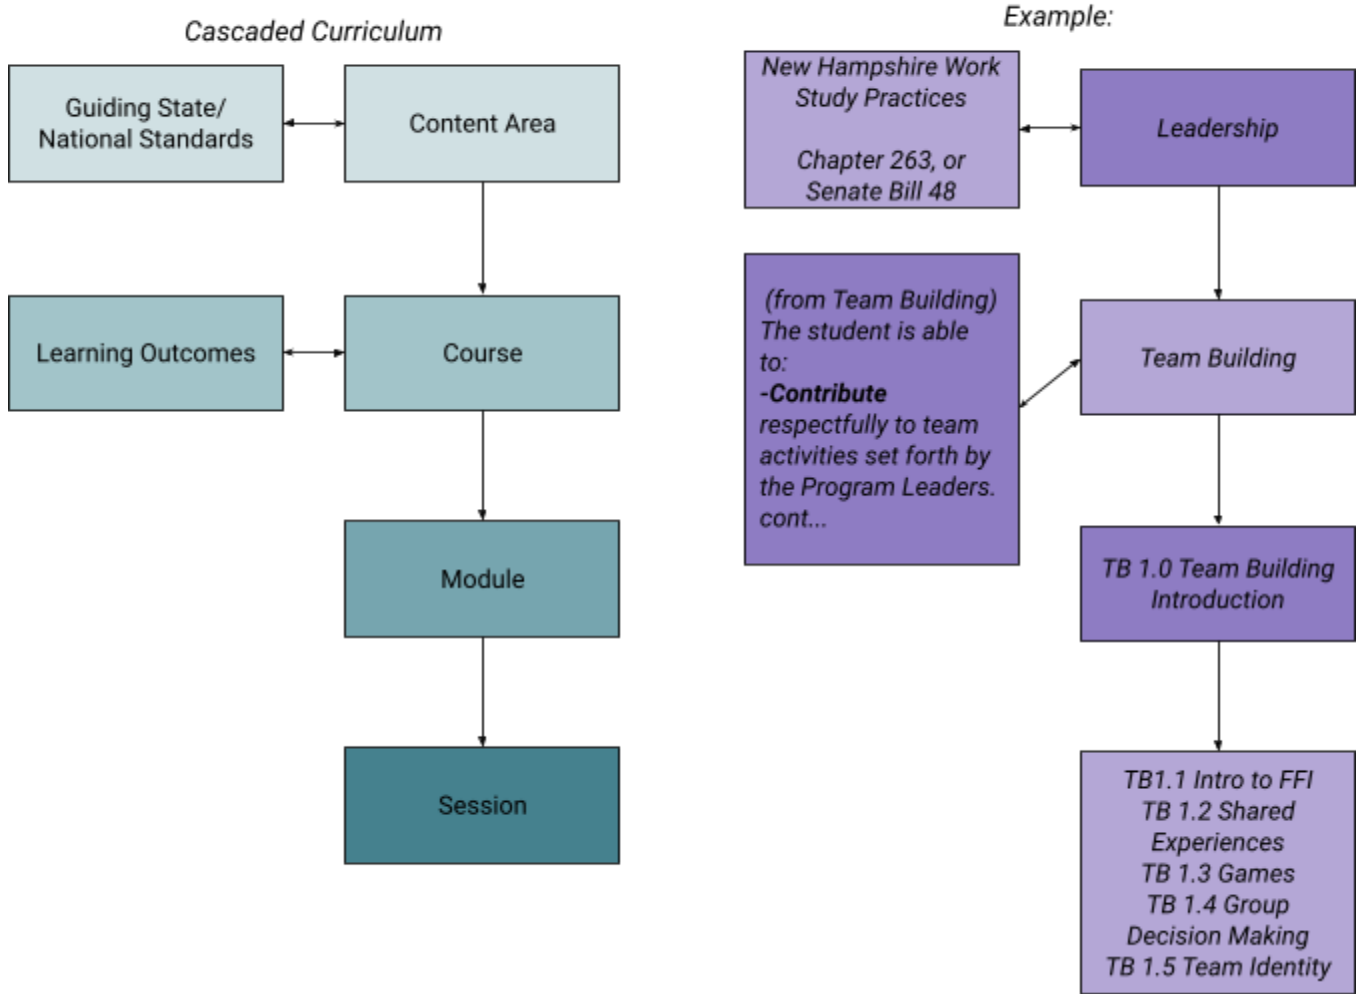 Cascaded Curriculum
Guiding State/
National Standards
Content Area
Learning Outcomes
Course
Module
Session
Example:
New Hampshire Work
Study Practices
Chapter 263, or
Senate Bill 48
Leadership
(from Team Building)
The student is able
to:
-Contribute
respectfully to team
activities set forth by
the Program Leaders.
cont...
Team Building
TB 1.0 Team Building
Introduction
TB1.1 Intro to FFI
TB 1.2 Shared
Experiences
TB 1.3 Games
TB 1.4 Group
Decision Making
TB 1.5 Team Identity